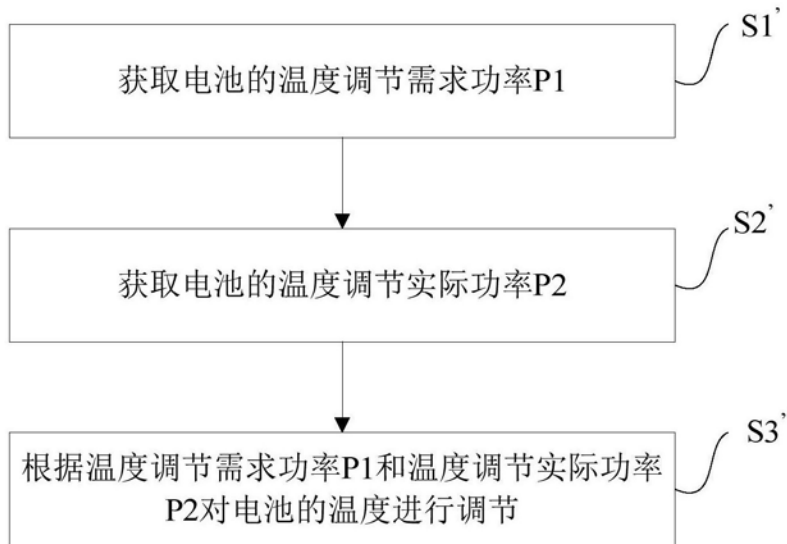 S1’
获取电池的温度调节需求功率P1
S2’
获取电池的温度调节实际功率P2
S3’
根据温度调节需求功率P1和温度调节实际功率
P2对电池的温度进行调节